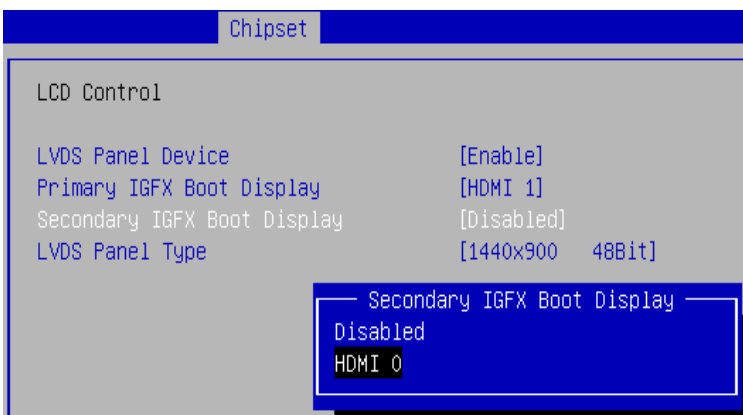 Chipset
LCD Control
LVDS Panel Device [Enable]
Primary IGFX Boot Display [HDMI 1]
Secondary IGFX Boot Display [Disabled]
LVDS Panel Type [1440x900 48Bit]
Secondary IGFX Boot Display
Disabled
HDMI 0